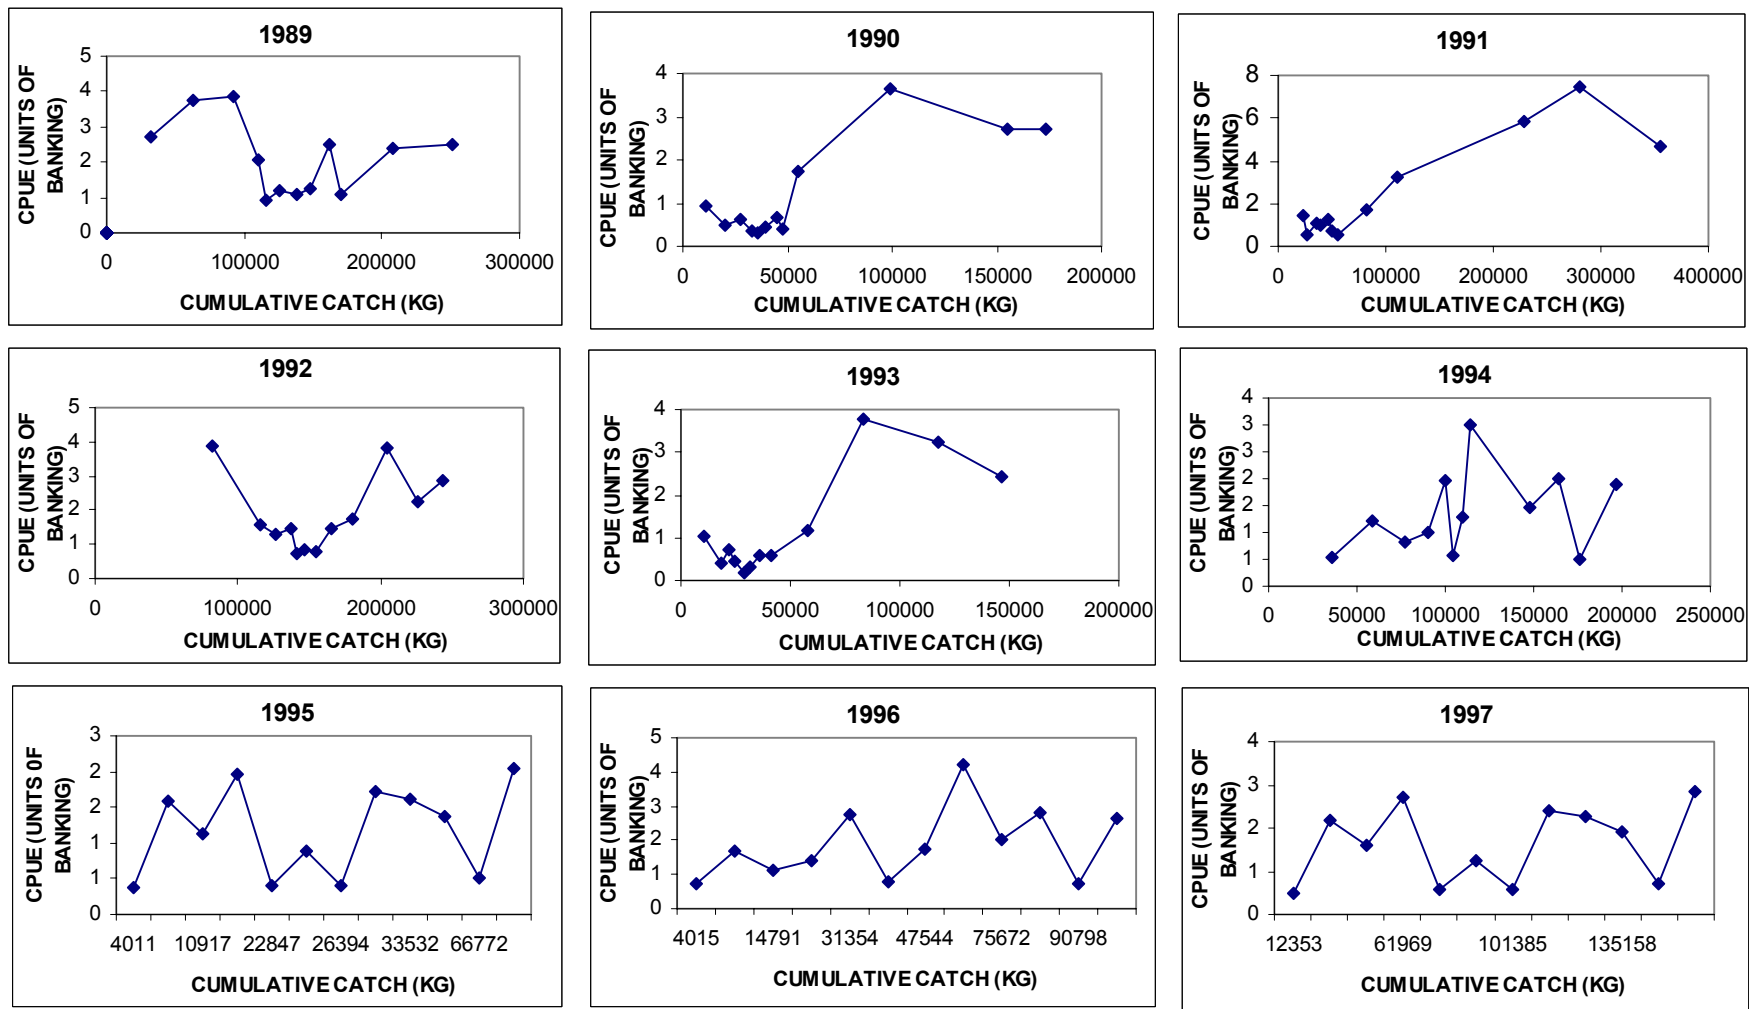 1989
CPUE (UNITS OF
BANKING)
5
4
3
2
1
0
0 100000 200000 300000
CUMULATIVE CATCH (KG)
1990
CPUE (UNITS OF
BANKING)
4
3
2
1
0
0 50000 100000 150000 200000
CUMULATIVE CATCH (KG)
1991
CPUE (UNITS OF
BANKING)
8
6
4
2
0
0 100000 200000 300000 400000
CUMULATIVE CATCH (KG)
1992
CPUE (UNITS OF
BANKING)
5
4
3
2
1
0
0 100000 200000 300000
CUMULATIVE CATCH (KG)
1993
CPUE (UNITS OF
BANKING)
4
3
2
1
0
0 50000 100000 150000 200000
CUMULATIVE CATCH (KG)
1994
CPUE (UNITS OF
BANKING)
4
3
3
2
2
1
1
0
0 50000 100000 150000 200000 250000
CUMULATIVE CATCH (KG)
1995
CPUE (UNITS 0F
BANKING)
3
2
2
1
1
0
4011 10917 22847 26394 33532 66772
CUMULATIVE CATCH (KG)
1996
CPUE (UNITS OF
BANKING)
5
4
3
2
1
0
4015 14791 31354 47544 75672 90798
CUMULATIVE CATCH (KG)
1997
CPUE (UNITS OF
BANKING)
4
3
2
1
0
12353 61969 101385 135158
CUMULATIVE CATCH (KG)